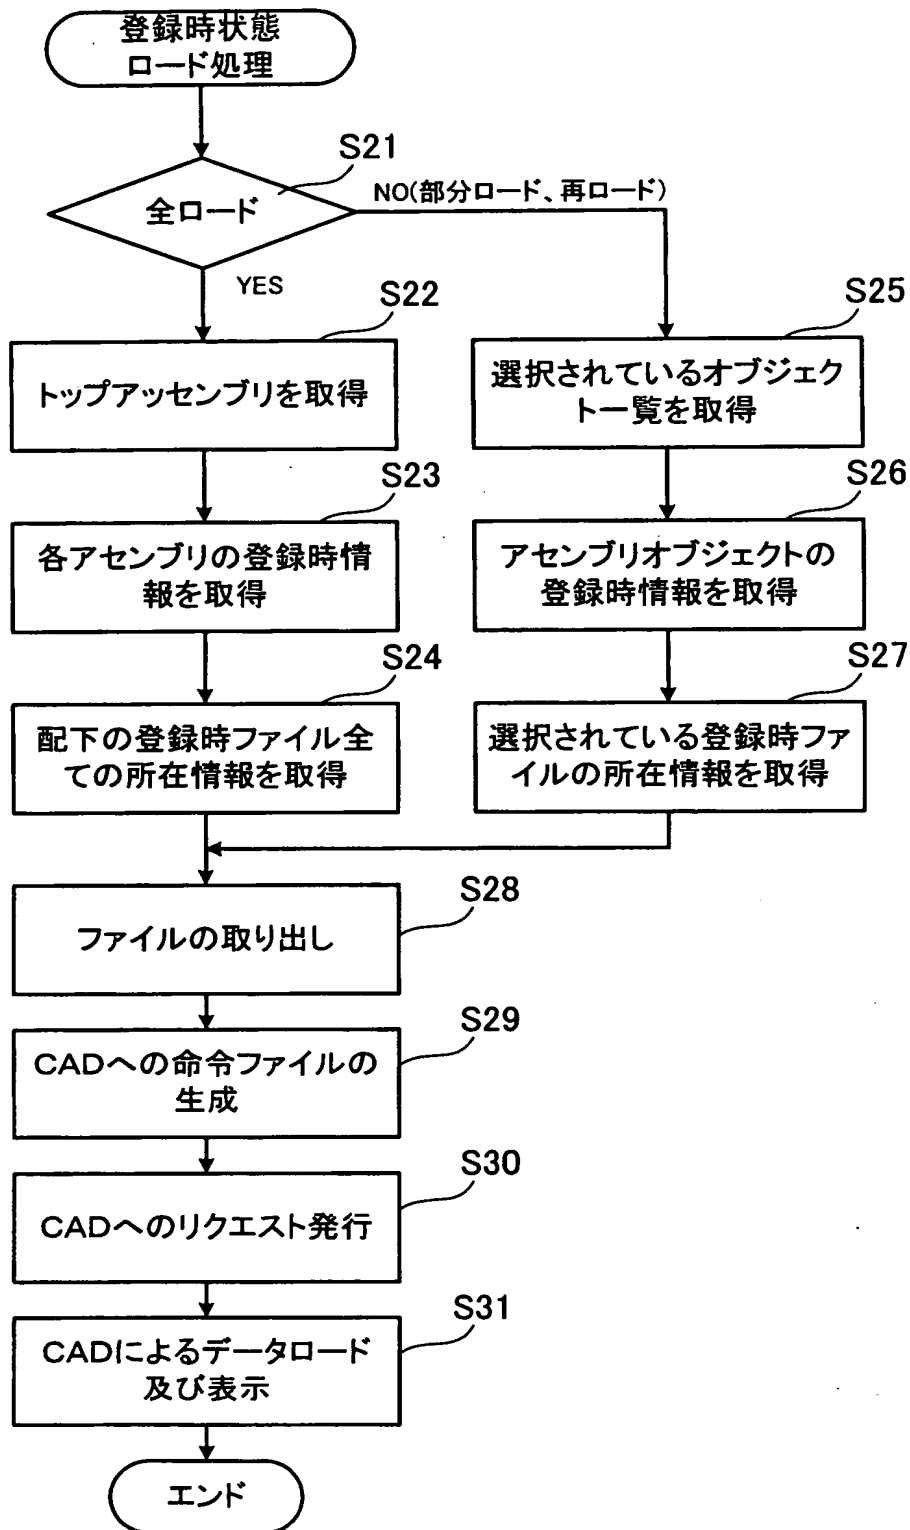 登録時状態
ロード処理
S21
全ロード
NO(部分ロード、再ロード)
YES
S22
トップアッセンブリを取得
S23
各アセンブリの登録時情
報を取得
S24
配下の登録時ファイル全
ての所在情報を取得
S25
選択されているオブジェク
ト一覧を取得
S26
アセンブリオブジェクトの
登録時情報を取得
S27
選択されている登録時ファ
イルの所在情報を取得
S28
ファイルの取り出し
S29
CADへの命令ファイルの
生成
S30
CADへのリクエスト発行
S31
CADによるデータロード
及び表示
エンド